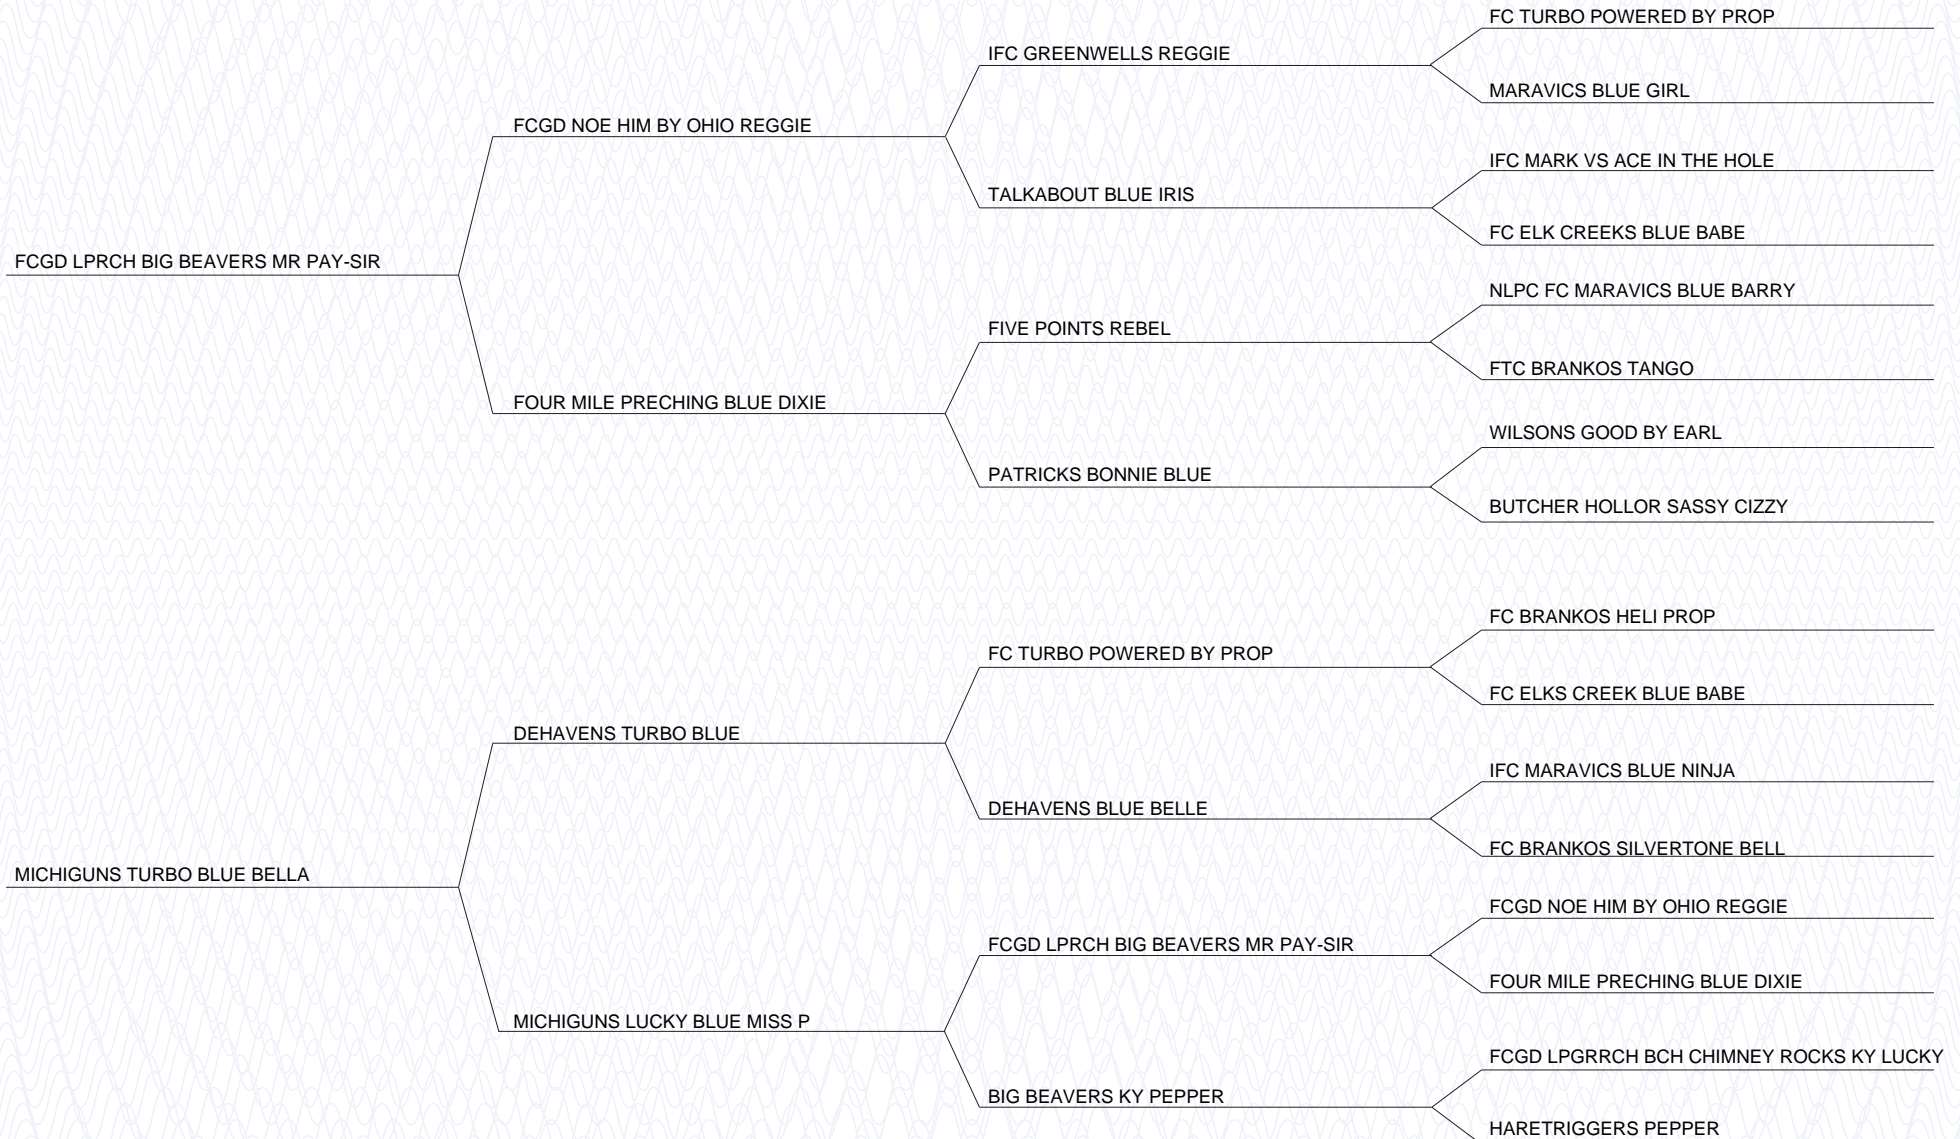 FC TURBO POWERED BY PROP
IFC GREENWELLS REGGIE
MARAVICS BLUE GIRL
FCGD NOE HIM BY OHIO REGGIE
IFC MARK VS ACE IN THE HOLE
TALKABOUT BLUE IRIS
FC ELK CREEKS BLUE BABE
FCGD LPRCH BIG BEAVERS MR PAY-SIR
NLPC FC MARAVICS BLUE BARRY
FIVE POINTS REBEL
FTC BRANKOS TANGO
FOUR MILE PRECHING BLUE DIXIE
WILSONS GOOD BY EARL
PATRICKS BONNIE BLUE
BUTCHER HOLLOR SASSY CIZZY
FC BRANKOS HELI PROP
FC TURBO POWERED BY PROP
FC ELKS CREEK BLUE BABE
DEHAVENS TURBO BLUE
IFC MARAVICS BLUE NINJA
DEHAVENS BLUE BELLE
FC BRANKOS SILVERTONE BELL
MICHIGUNS TURBO BLUE BELLA
FCGD NOE HIM BY OHIO REGGIE
FCGD LPRCH BIG BEAVERS MR PAY-SIR
FOUR MILE PRECHING BLUE DIXIE
MICHIGUNS LUCKY BLUE MISS P
FCGD LPGRRCH BCH CHIMNEY ROCKS KY LUCKY
BIG BEAVERS KY PEPPER
HARETRIGGERS PEPPER